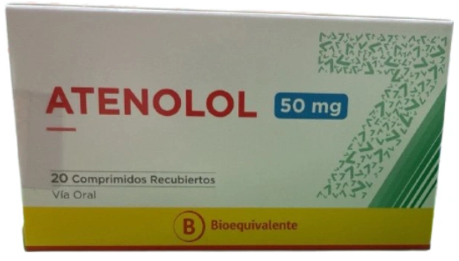 ATENOLOL 50 mg
20 Comprimidos Recubiertos
Vía Oral
B Bioequivalente